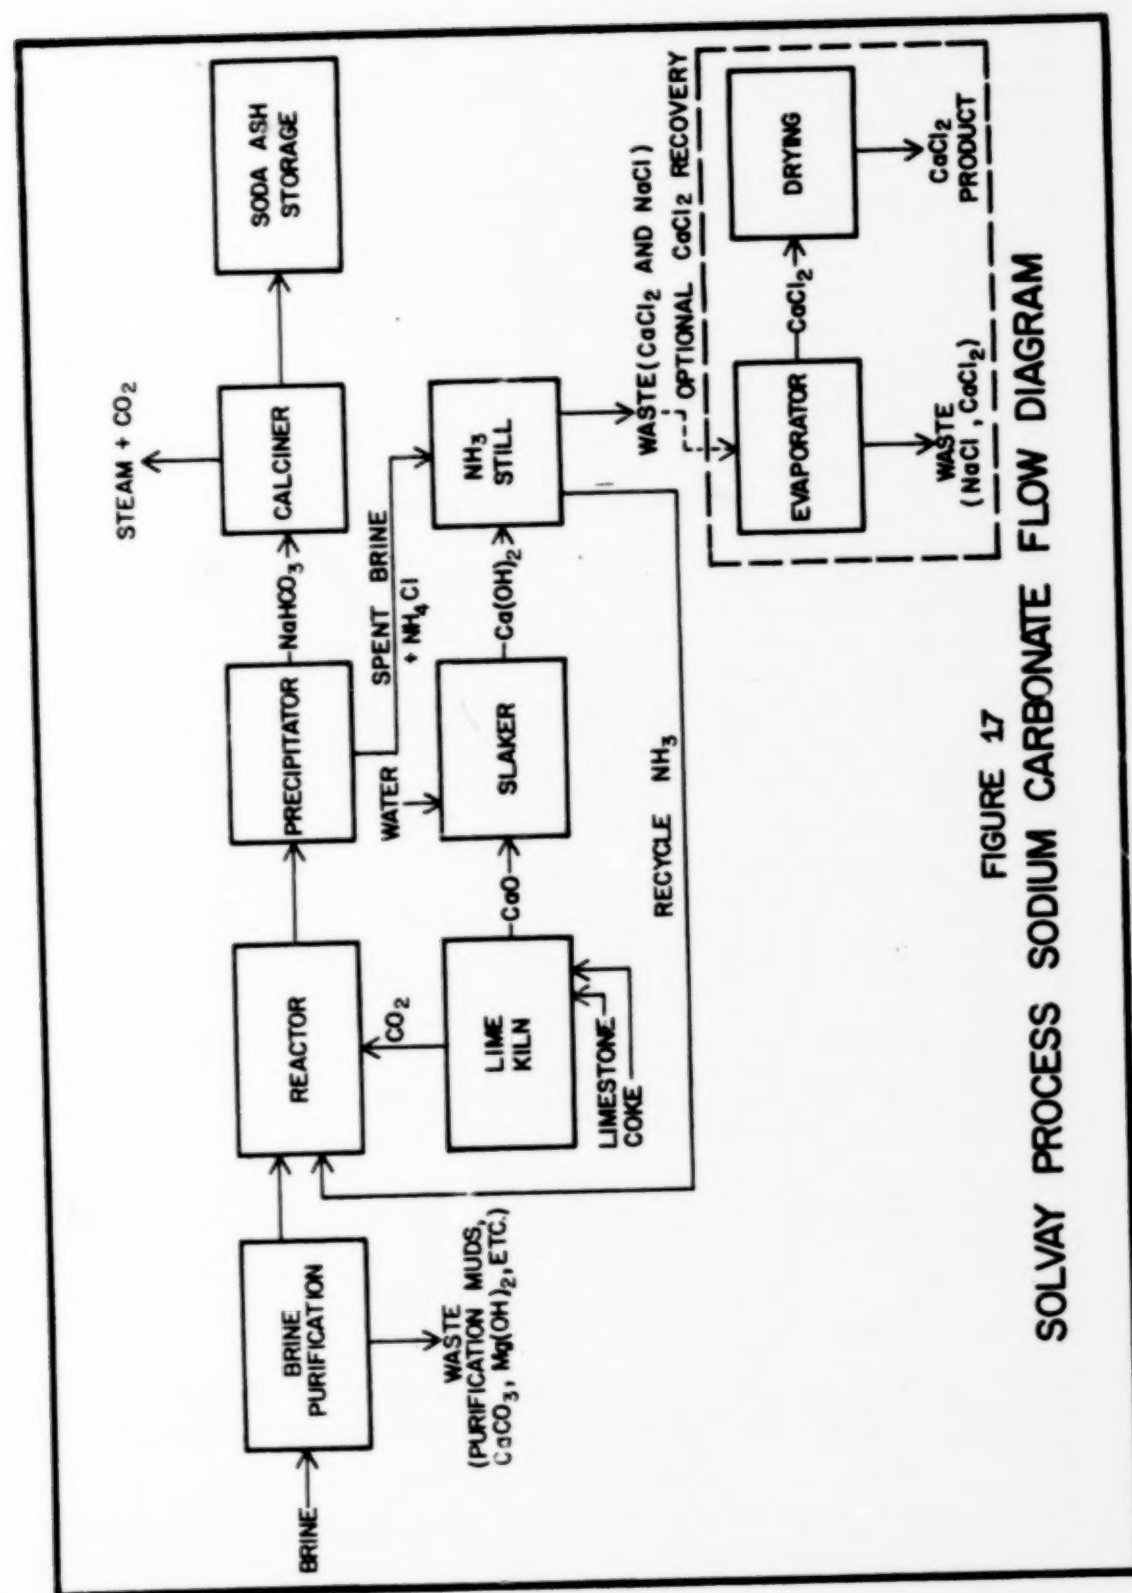 BRINE
BRINE
PURIFICATION
WASTE
(PURIFICATION MUDS,
CaCO3, Mg(OH)2, ETC.)
REACTOR
CO2
LIME
KILN
LIMESTONE
COKE
CaO
PRECIPITATOR
NaHCO3
SPENT BRINE
+ NH4Cl
WATER
SLAKER
Ca(OH)2
RECYCLE NH3
STEAM + CO2
CALCINER
NH3
STILL
SODA ASH
STORAGE
WASTE (CaCl2 AND NaCl)
OPTIONAL CaCl2 RECOVERY
EVAPORATOR
CaCl2
DRYING
WASTE
(NaCl, CaCl2)
CaCl2
PRODUCT
FIGURE 17
SOLVAY PROCESS SODIUM CARBONATE FLOW DIAGRAM